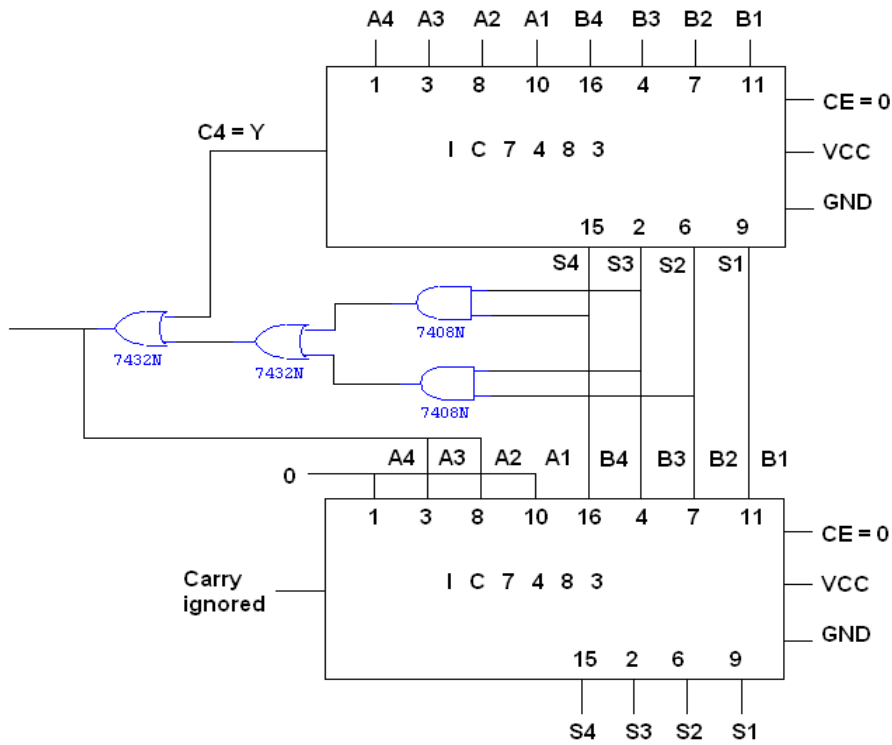 A4 A3 A2 A1 B4 B3 B2 B1
1 3 8 10 16 4 7 11
CE = 0
C4 = Y
I C 7 4 8 3
VCC
GND
15 2 6 9
S4 S3 S2 S1
7408N
7432N
7432N
7408N
0
A4 A3 A2 A1 B4 B3 B2 B1
1 3 8 10 16 4 7 11
CE = 0
Carry
ignored
I C 7 4 8 3
VCC
GND
15 2 6 9
S4 S3 S2 S1